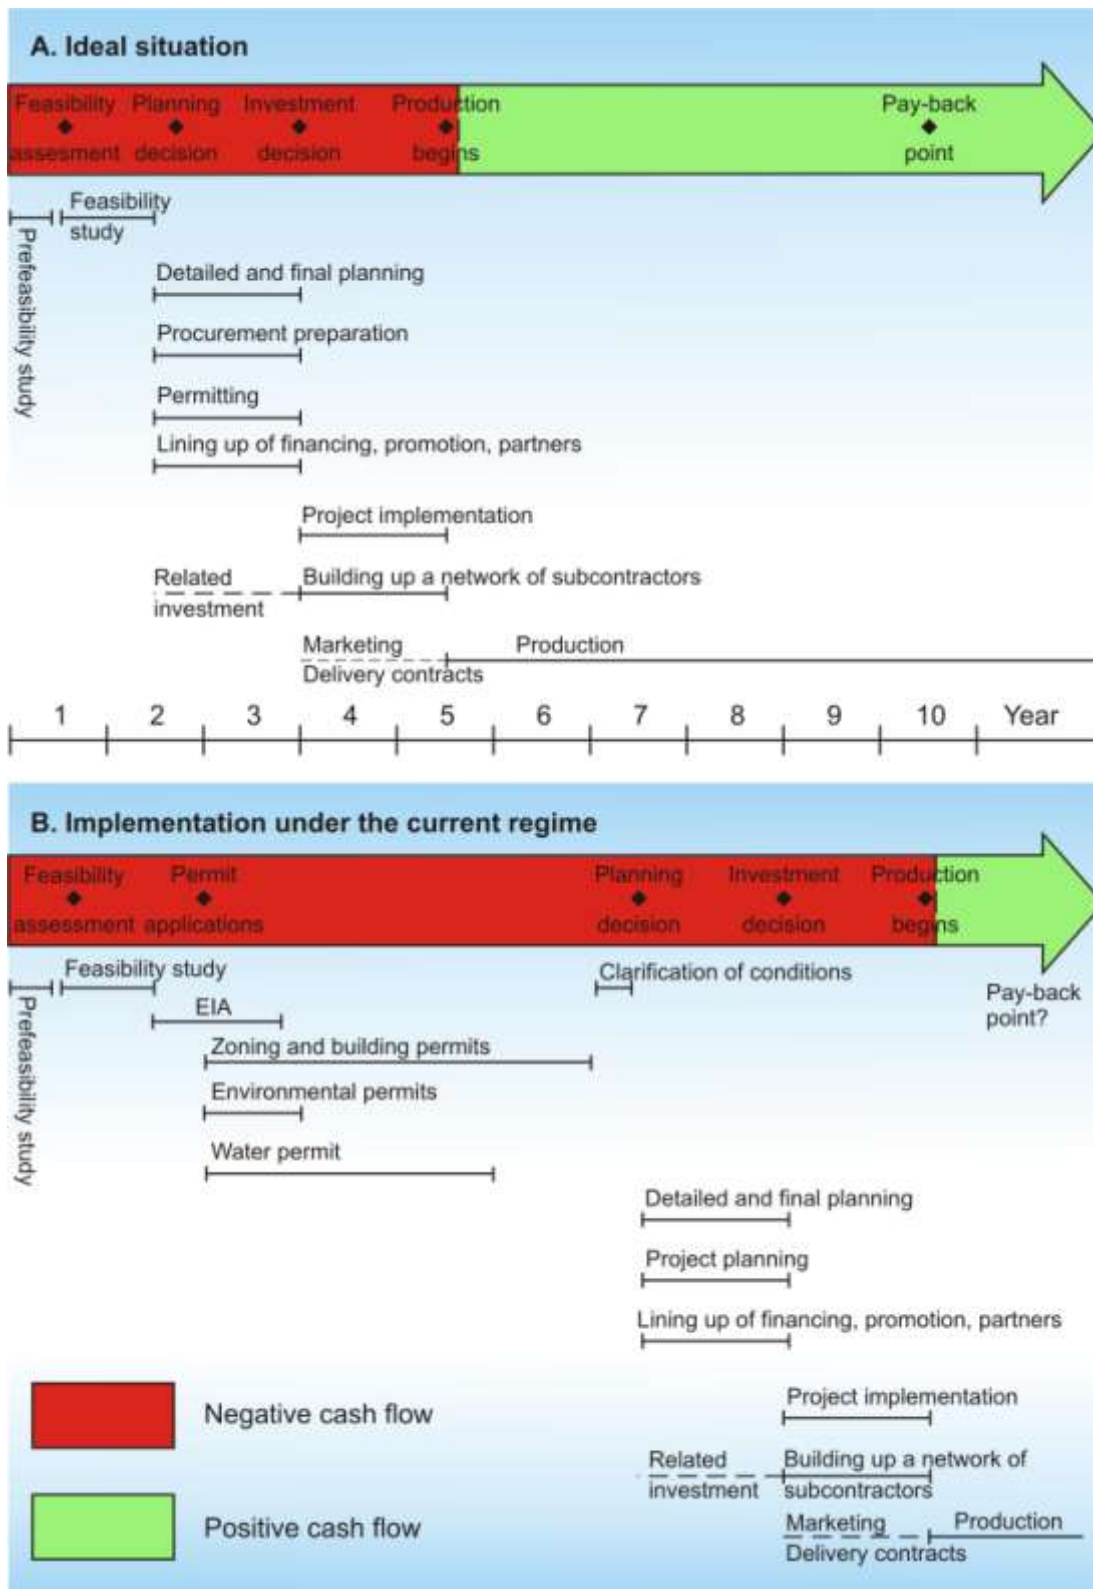 A. Ideal situation
Feasibility Planning Investment Production Pay-back
assesment decision decision begins point
Feasibility
study
Prefeasibility study
Detailed and final planning
Procurement preparation
Permitting
Lining up of financing, promotion, partners
Project implementation
Related Building up a network of subcontractors
investment
Marketing Production
Delivery contracts
1 2 3 4 5 6 7 8 9 10 Year
B. Implementation under the current regime
Feasibility Permit Planning Investment Production
assessment applications decision decision begins
Feasibility study Clarification of conditions
Prefeasibility study
Pay-back
point?
EIA
Zoning and building permits
Environmental permits
Water permit
Detailed and final planning
Project planning
Lining up of financing, promotion, partners
Negative cash flow
Project implementation
Related Building up a network of
investment subcontractors
Positive cash flow
Marketing Production
Delivery contracts